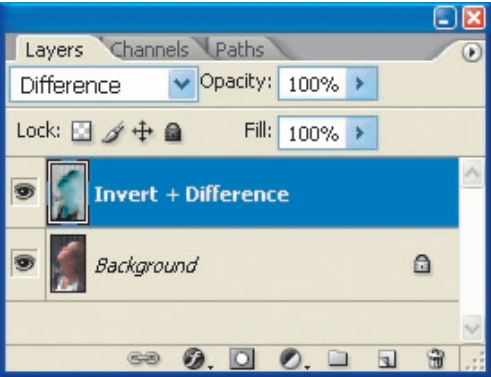 Layers Channels Paths
Difference Opacity: 100%
Lock: Fill: 100%
Invert + Difference
Background